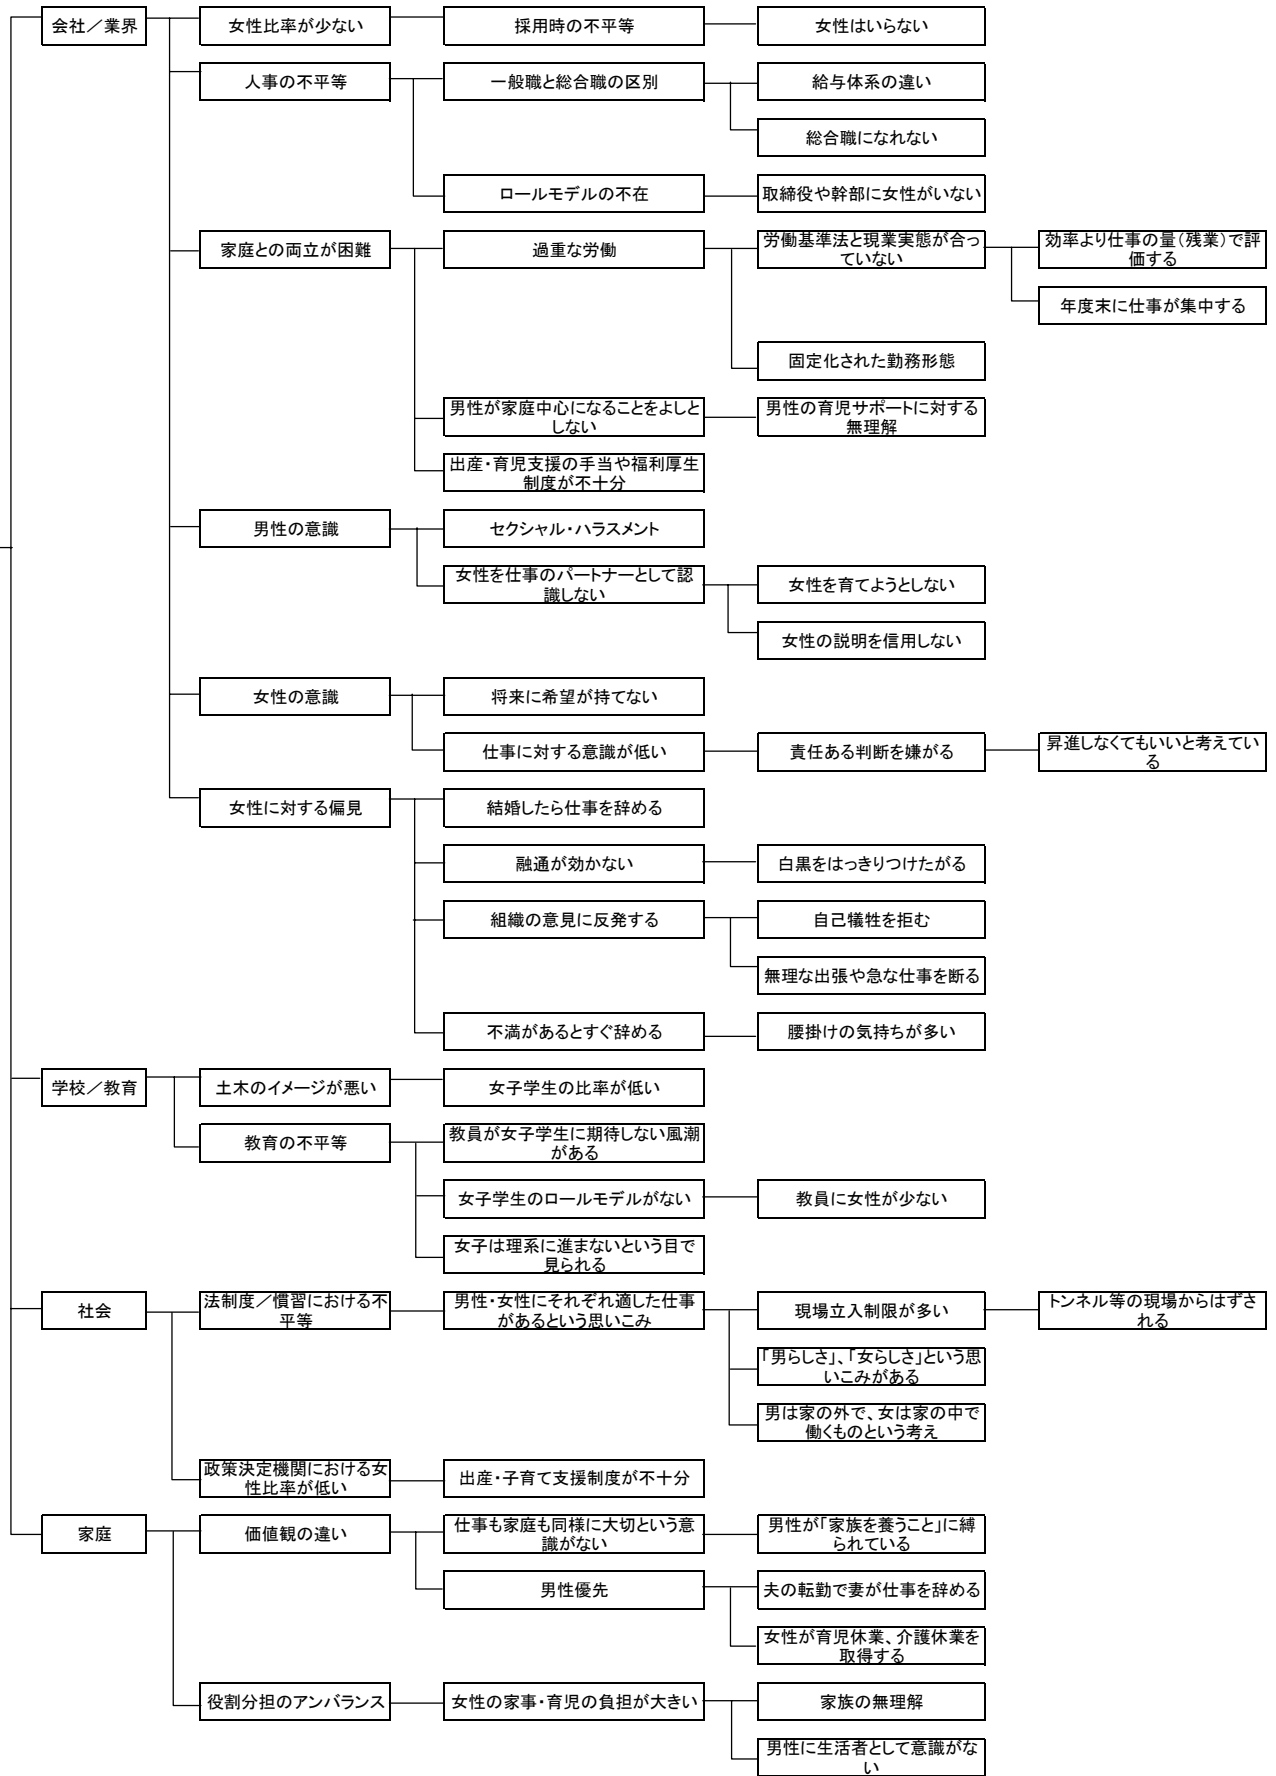 会社／業界
女性比率が少ない
採用時の不平等
女性はいらない
人事の不平等
一般職と総合職の区別
給与体系の違い
総合職になれない
ロールモデルの不在
取締役や幹部に女性がいない
家庭との両立が困難
過重な労働
労働基準法と現業実態が合っ
ていない
効率より仕事の量(残業)で評
価する
年度末に仕事が集中する
固定化された勤務形態
男性が家庭中心になることをよしと
しない
男性の育児サポートに対する
無理解
出産・育児支援の手当や福利厚生
制度が不十分
男性の意識
セクシャル・ハラスメント
女性を仕事のパートナーとして認
識しない
女性を育てようとしない
女性の説明を信用しない
女性の意識
将来に希望が持てない
仕事に対する意識が低い
責任ある判断を嫌がる
昇進しなくてもいいと考えてい
る
女性に対する偏見
結婚したら仕事を辞める
融通が効かない
白黒をはっきりつけたがる
組織の意見に反発する
自己犠牲を拒む
無理な出張や急な仕事を断る
不満があるとすぐ辞める
腰掛けの気持ちが多い
学校／教育
土木のイメージが悪い
女子学生の比率が低い
教育の不平等
教員が女子学生に期待しない風潮
がある
女子学生のロールモデルがない
教員に女性が少ない
女子は理系に進まないという目で
見られる
社会
法制度／慣習における不
平等
男性・女性にそれぞれ適した仕事
があるという思いこみ
現場立入制限が多い
トンネル等の現場からはずさ
れる
「男らしさ」、「女らしさ」という思
いこみがある
男は家の外で、女は家の中で
働くものという考え
政策決定機関における女
性比率が低い
出産・子育て支援制度が不十分
家庭
価値観の違い
仕事も家庭も同様に大切という意
識がない
男性が「家族を養うこと」に縛
られている
男性優先
夫の転勤で妻が仕事を辞める
女性が育児休業、介護休業を
取得する
役割分担のアンバランス
女性の家事・育児の負担が大きい
家族の無理解
男性に生活者として意識がな
い